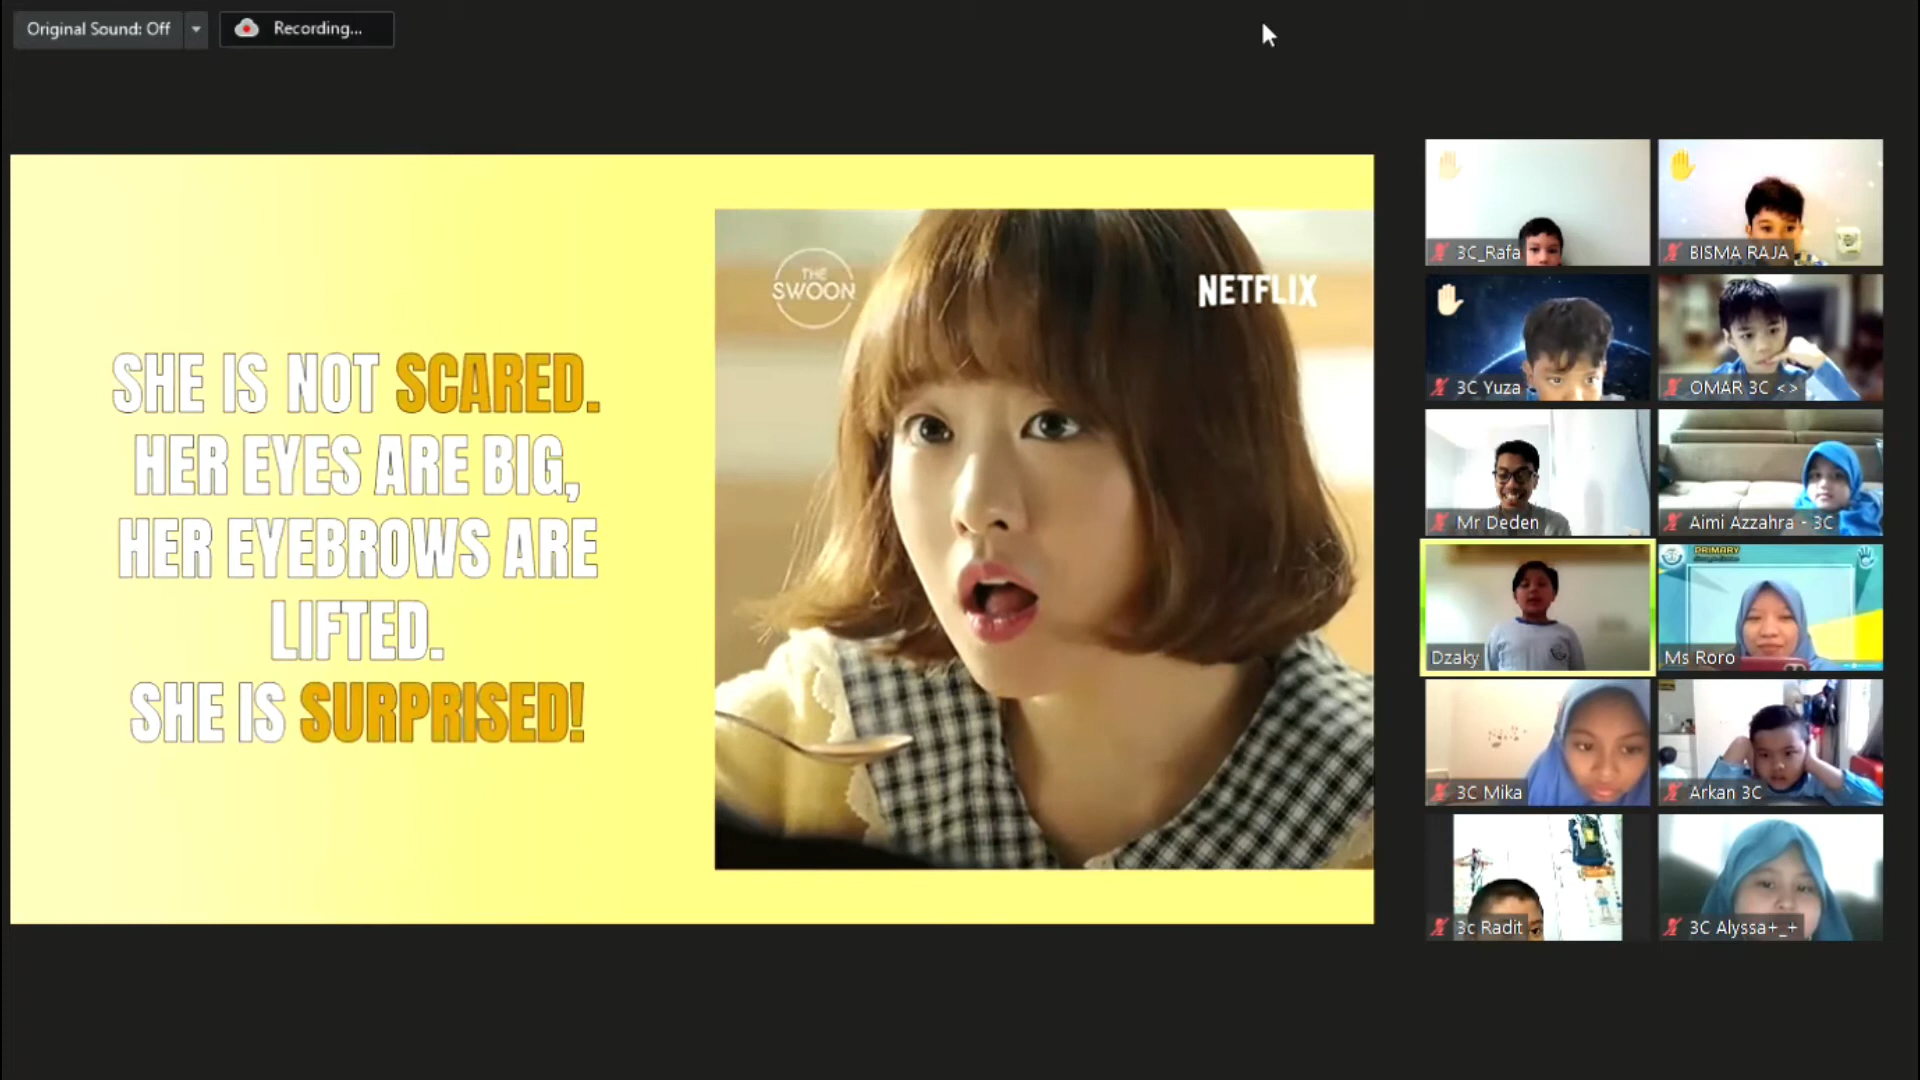 Original Sound: Off
Recording...
SHE IS NOT SCARED.
HER EYES ARE BIG,
HER EYEBROWS ARE
LIFTED.
SHE IS SURPRISED!
THE
SWOON
NETFLIX
3C_Rafa
BISMA RAJA
3C Yuza
OMAR 3C <>
Mr Deden
Aimi Azzahra - 3C
Dzaky
PRIMARY
Ms Roro
3C Mika
Arkan 3C
3c Radit
3C Alyssa+_+